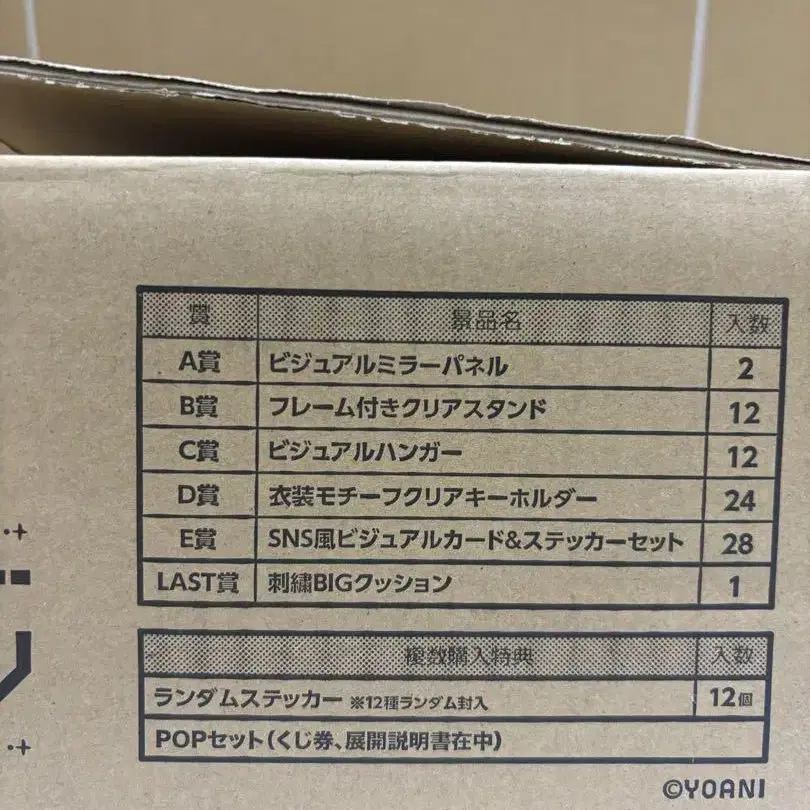 賞 景品名 入数
A賞 ビジュアルミラーパネル 2
B賞 フレーム付きクリアスタンド 12
C賞 ビジュアルハンガー 12
D賞 衣装モチーフクリアキーホルダー 24
E賞 SNS風ビジュアルカード&ステッカーセット 28
LAST賞 刺繍BIGクッション 1
複数購入特典 入数
ランダムステッカー ※12種ランダム封入 12個
POPセット(くじ券、展開説明書在中)
©YOANI